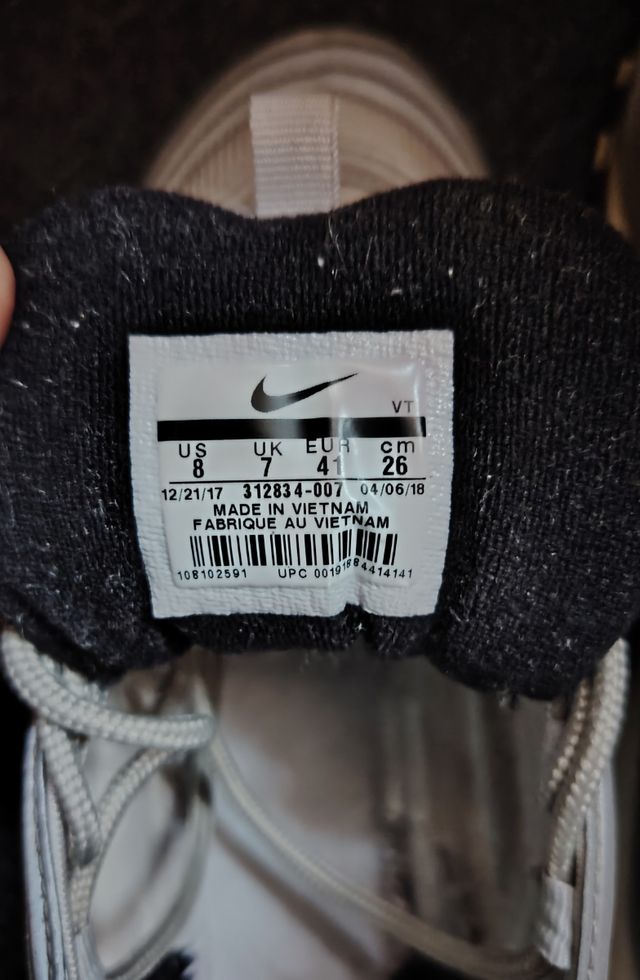 VT
US UK EUR cm
8 7 41 26
12/21/17 312834-007 04/06/18
MADE IN VIETNAM
FABRIQUE AU VIETNAM
108102591 UPC 00191884414141